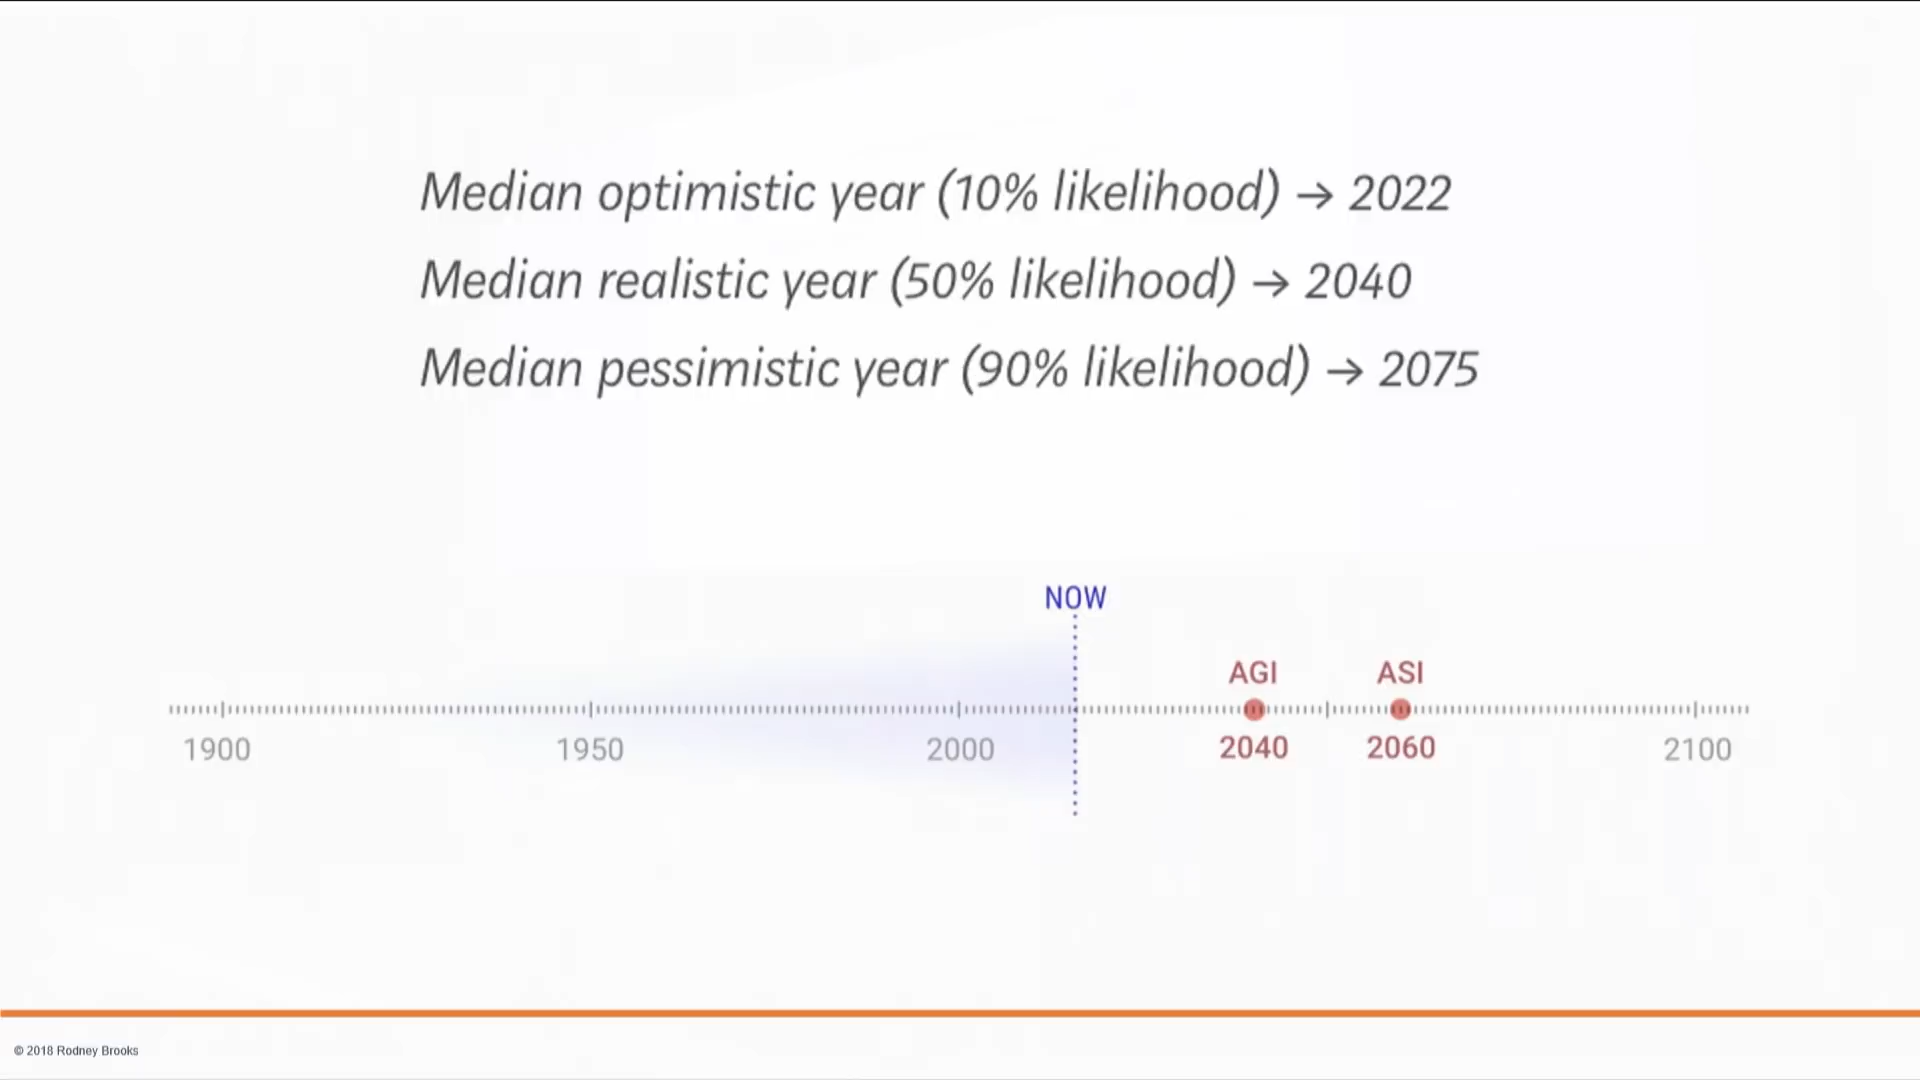 Median optimistic year (10% likelihood) → 2022
Median realistic year (50% likelihood) → 2040
Median pessimistic year (90% likelihood) → 2075
NOW
AGI ASI
1900 1950 2000 2040 2060 2100
© 2018 Rodney Brooks